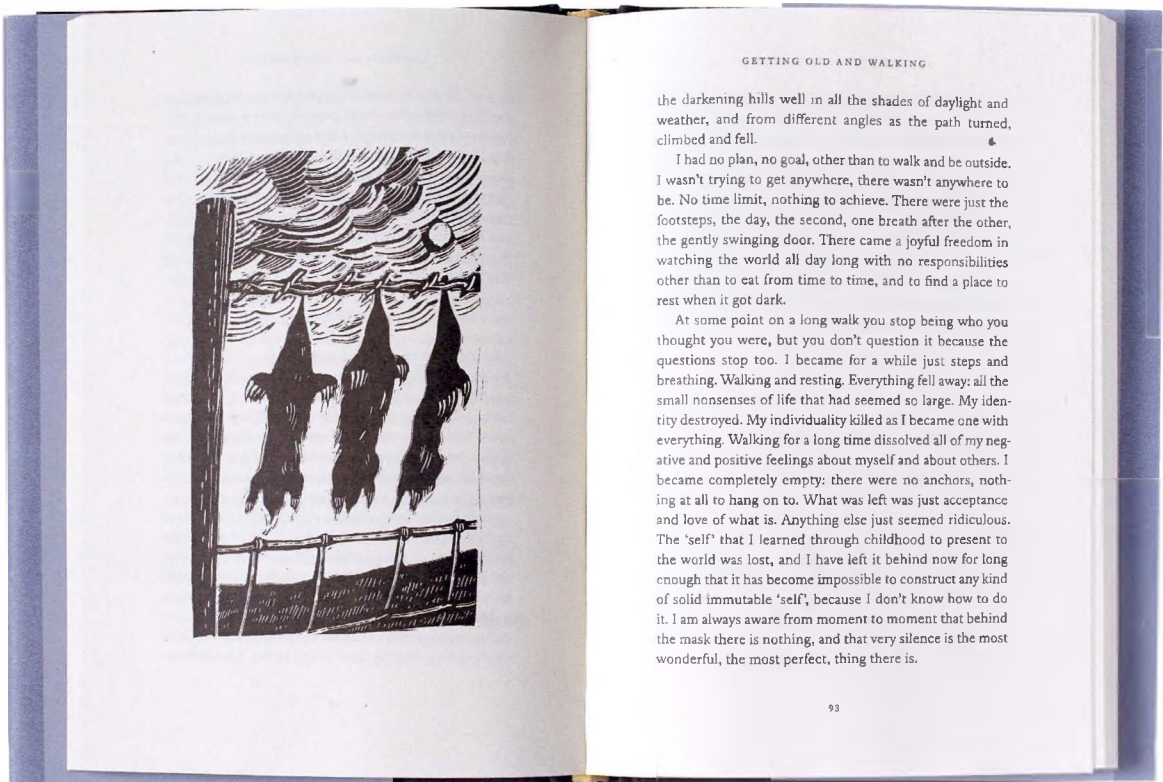 GETTING OLD AND WALKING
the darkening hills well in all the shades of daylight and
weather, and from different angles as the path turned,
climbed and fell.
I had no plan, no goal, other than to walk and be outside.
I wasn't trying to get anywhere, there wasn't anywhere to
be. No time limit, nothing to achieve. There were just the
footsteps, the day, the second, one breath after the other,
the gently swinging door. There came a joyful freedom in
watching the world all day long with no responsibilities
other than to eat from time to time, and to find a place to
rest when it got dark.
At some point on a long walk you stop being who you
thought you were, but you don't question it because the
questions stop too. I became for a while just steps and
breathing. Walking and resting. Everything fell away: all the
small nonsenses of life that had seemed so large. My iden-
tity destroyed. My individuality killed as I became one with
everything. Walking for a long time dissolved all of my neg-
ative and positive feelings about myself and about others. I
became completely empty: there were no anchors, noth-
ing at all to hang on to. What was left was just acceptance
and love of what is. Anything else just seemed ridiculous.
The 'self' that I learned through childhood to present to
the world was lost, and I have left it behind now for long
enough that it has become impossible to construct any kind
of solid immutable 'self', because I don't know how to do
it. I am always aware from moment to moment that behind
the mask there is nothing, and that very silence is the most
wonderful, the most perfect, thing there is.
93